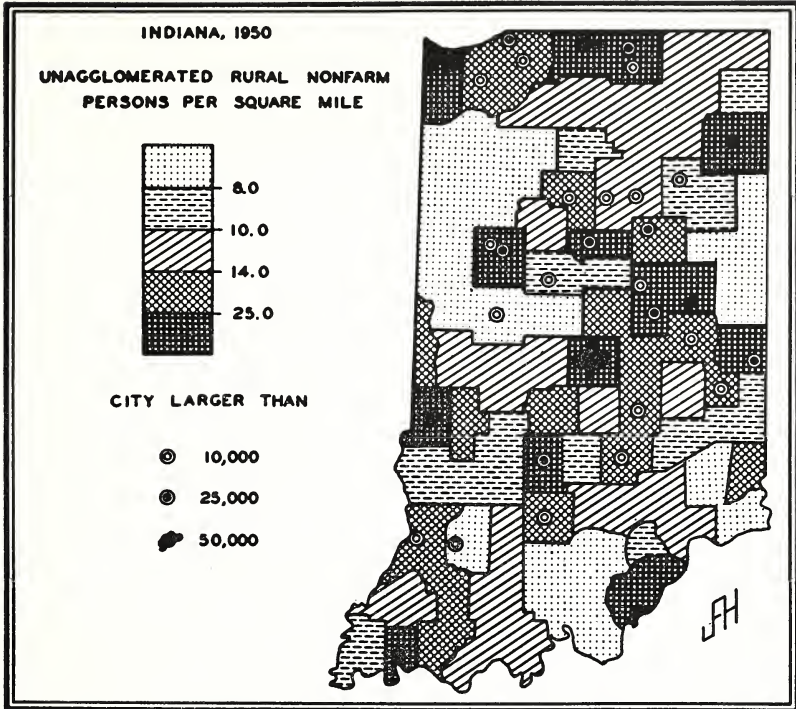 INDIANA, 1950
UNAGGLOMERATED RURAL NONFARM
PERSONS PER SQUARE MILE
8.0
10.0
14.0
25.0
CITY LARGER THAN
10,000
25,000
50,000
JFH